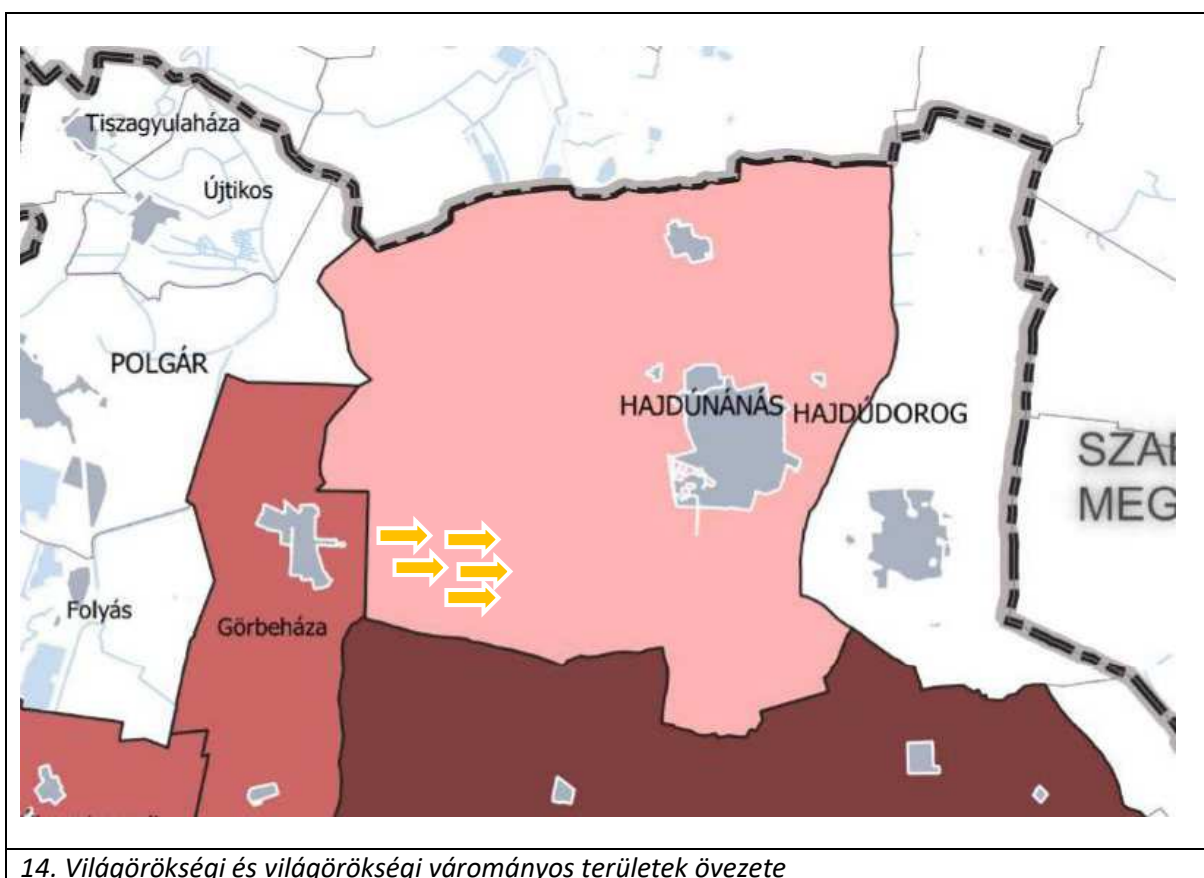 Tiszagyulaháza
Újtikos
POLGÁR
HAJDÚNÁNÁS
HAJDÚDOROG
SZAB
MEG
Folyás
Görbeháza
14. Világörökségi és világörökségi várományos területek övezete